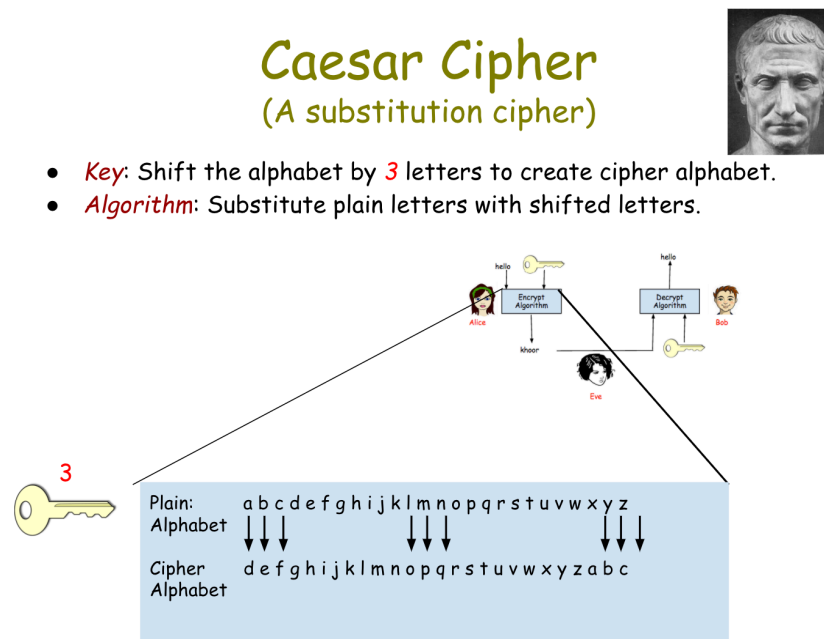 Caesar Cipher
(A substitution cipher)
● Key: Shift the alphabet by 3 letters to create cipher alphabet.
● Algorithm: Substitute plain letters with shifted letters.
hello
hello
Encrypt
Algorithm
Decrypt
Algorithm
Alice
Bob
khoor
Eve
3
Plain: a b c d e f g h i j k l m n o p q r s t u v w x y z
Alphabet
Cipher d e f g h i j k l m n o p q r s t u v w x y z a b c
Alphabet